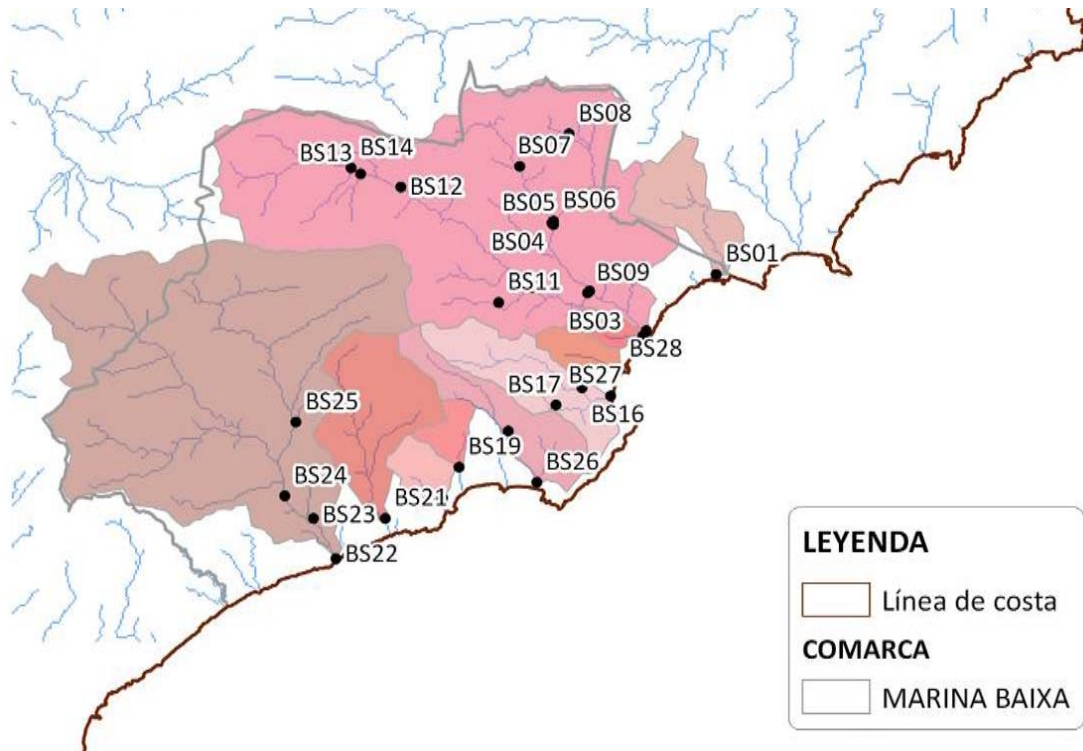 BS08
BS07
BS14
BS13
BS12
BS05
BS06
BS04
BS01
BS09
BS11
BS03
BS28
BS27
BS17
BS16
BS25
BS19
BS26
BS24
BS21
BS23
BS22
LEYENDA
Línea de costa
COMARCA
MARINA BAIXA